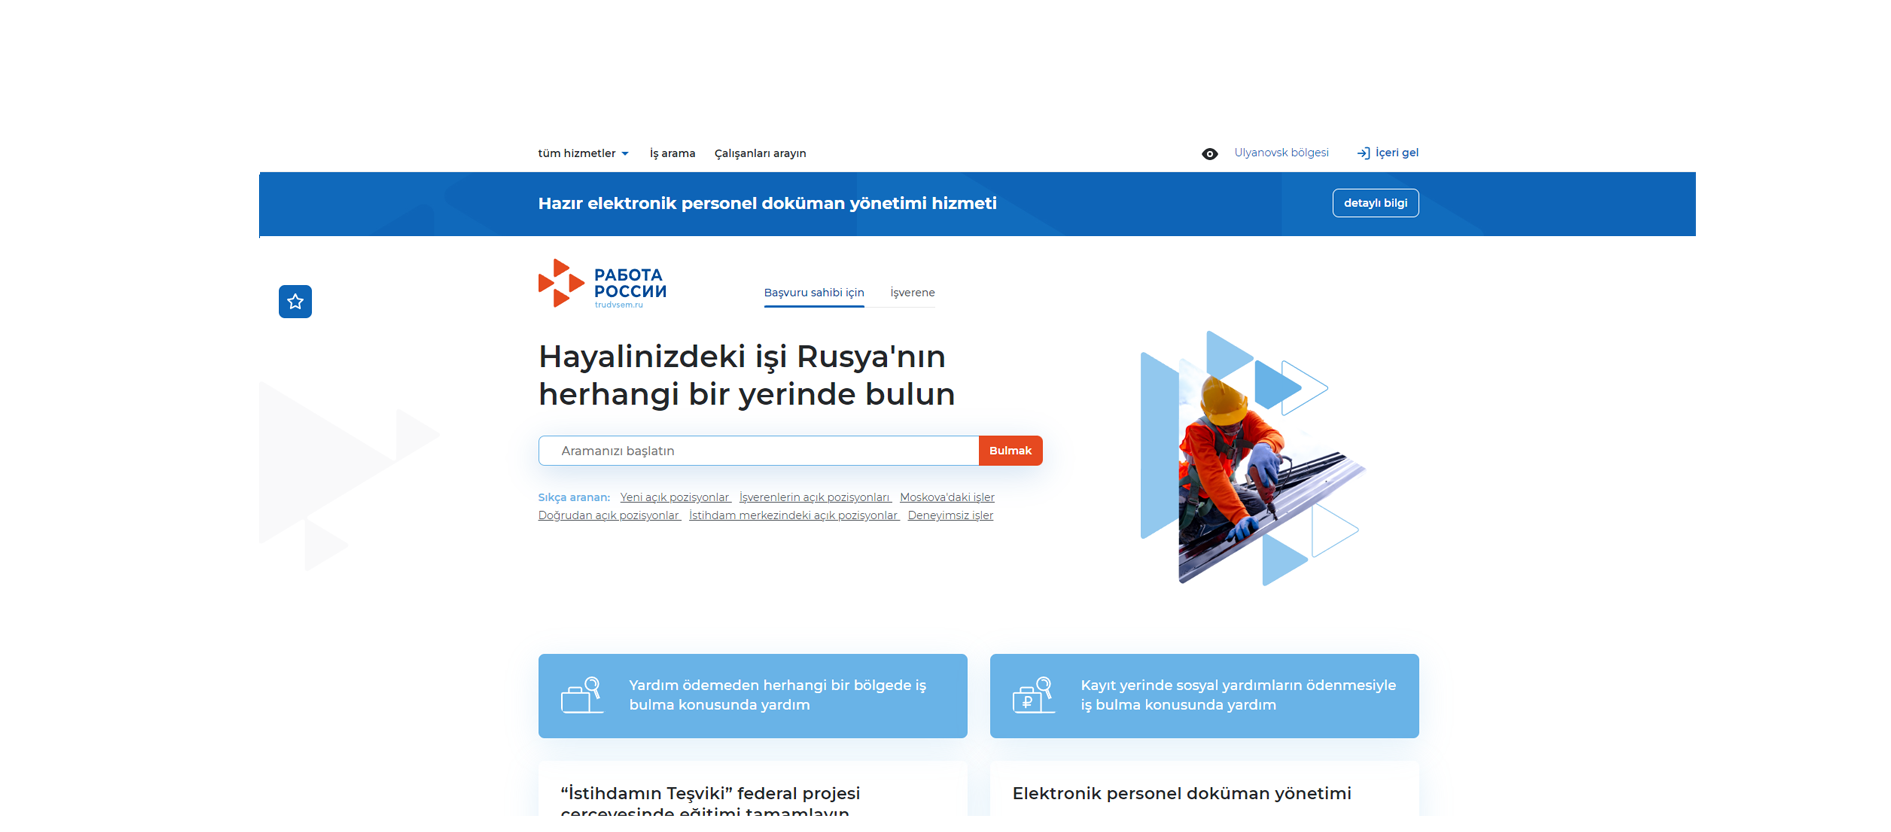 tüm hizmetler İş arama Çalışanları arayın Ulyanovsk bölgesi İçeri gel
Hazır elektronik personel doküman yönetimi hizmeti detaylı bilgi
РАБОТА
РОССИИ
trudvsem.ru
Başvuru sahibi için İşverene
Hayalinizdeki işi Rusya'nın
herhangi bir yerinde bulun
Aramanızı başlatın Bulmak
Sıkça aranan: Yeni açık pozisyonlar İşverenlerin açık pozisyonları Moskova'daki işler
Doğrudan açık pozisyonlar İstihdam merkezindeki açık pozisyonlar Deneyimsiz işler
Yardım ödemeden herhangi bir bölgede iş
bulma konusunda yardım
Kayıt yerinde sosyal yardımların ödenmesiyle
iş bulma konusunda yardım
“İstihdamın Teşviki” federal projesi
çerçevesinde eğitimi tamamlayın
Elektronik personel doküman yönetimi